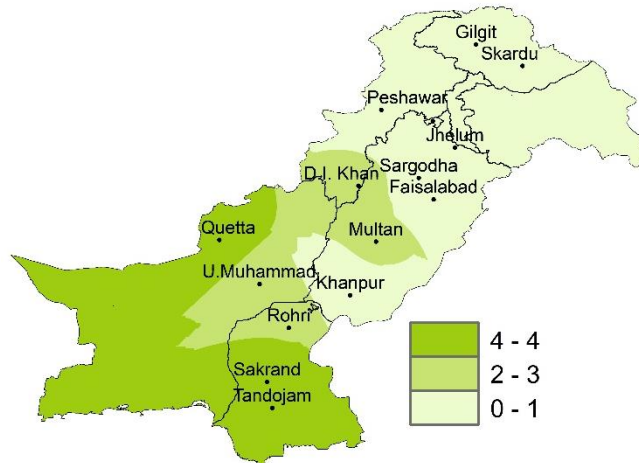 Gilgit
Skardu
Peshawar
Jhelum
Sargodha
D.I. Khan
Faisalabad
Quetta
Multan
U.Muhammad
Khanpur
Rohri
4 - 4
2 - 3
Sakrand
0 - 1
Tandojam